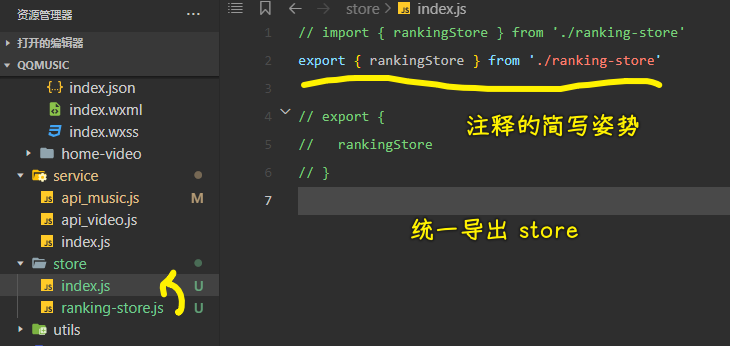 资源管理器
打开的编辑器
QQMUSIC
index.json
index.wxml
index.wxss
home-video
service
api_music.js M
api_video.js
index.js
store
index.js U
ranking-store.js U
utils
store > index.js
1 // import { rankingStore } from './ranking-store'
2 export { rankingStore } from './ranking-store'
3
4 // export {
5 //   rankingStore
6 // }
7
注释的简写姿势
统一导出 store